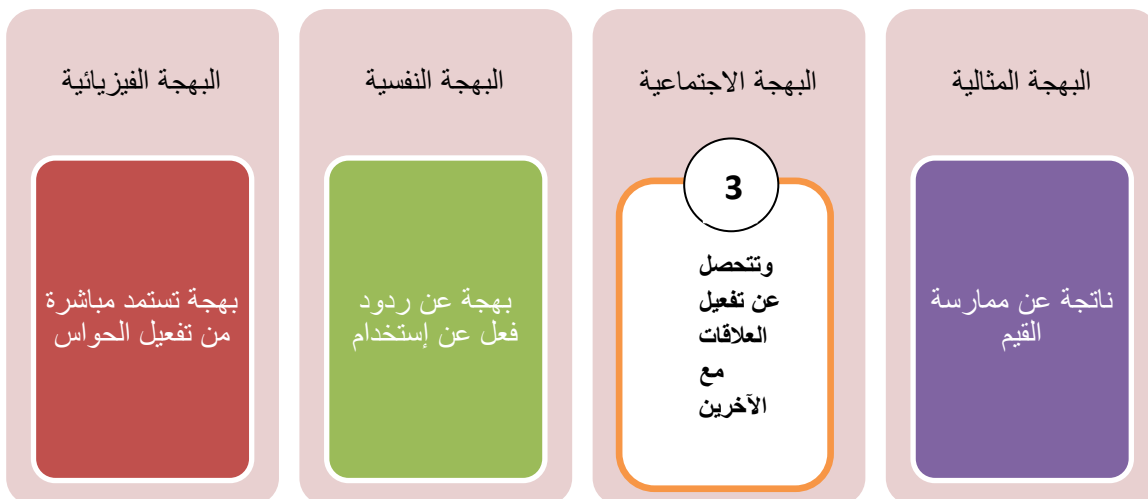 البهجة المثالية
ناتجة عن ممارسة
القيم
البهجة الاجتماعية
3
وتتحصل
عن تفعيل
العلاقات
مع
الآخرين
البهجة النفسية
بهجة عن ردود
فعل عن إستخدام
البهجة الفيزيائية
بهجة تستمد مباشرة
من تفعيل الحواس